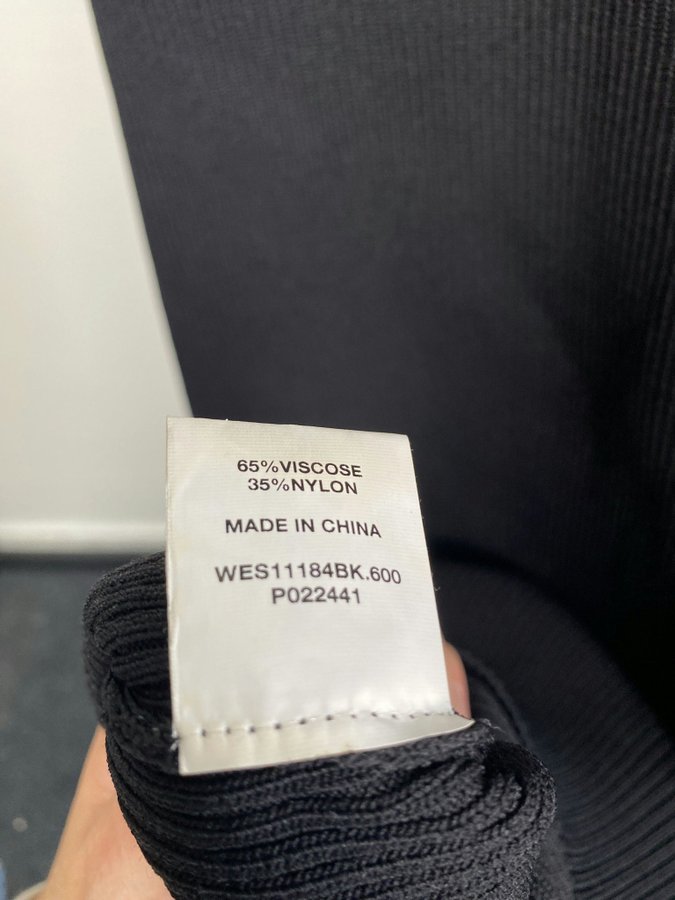 65%VISCOSE
35%NYLON
MADE IN CHINA
WES11184BK.600
P022441